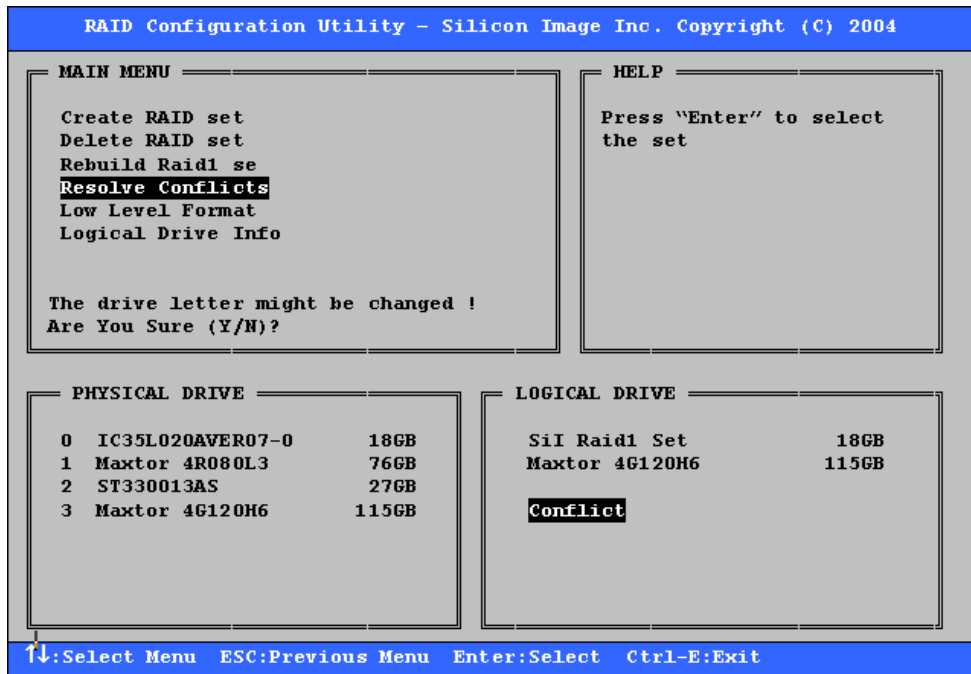 RAID Configuration Utility – Silicon Image Inc. Copyright (C) 2004
MAIN MENU
Create RAID set
Delete RAID set
Rebuild Raid1 se
Resolve Conflicts
Low Level Format
Logical Drive Info
The drive letter might be changed !
Are You Sure (Y/N)?
HELP
Press "Enter" to select
the set
PHYSICAL DRIVE
0 IC35L020AVER07-0 18GB
1 Maxtor 4R080L3 76GB
2 ST330013AS 27GB
3 Maxtor 4G120H6 115GB
LOGICAL DRIVE
SiI Raid1 Set 18GB
Maxtor 4G120H6 115GB
Conflict
↑↓:Select Menu ESC:Previous Menu Enter:Select Ctrl-E:Exit